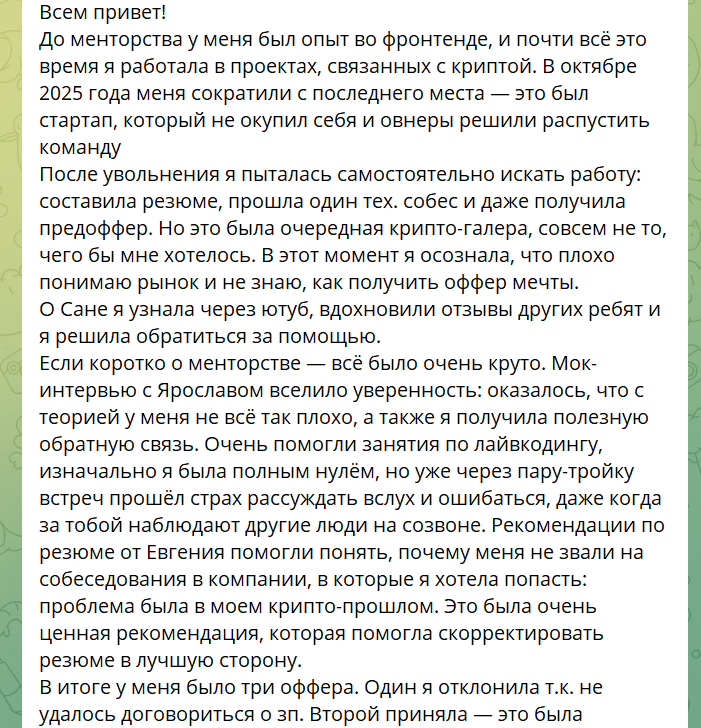 Всем привет!
До менторства у меня был опыт во фронтенде, и почти всё это
время я работала в проектах, связанных с криптой. В октябре
2025 года меня сократили с последнего места — это был
стартап, который не окупил себя и овнеры решили распустить
команду
После увольнения я пыталась самостоятельно искать работу:
составила резюме, прошла один тех. собес и даже получила
предоффер. Но это была очередная крипто-галера, совсем не то,
чего бы мне хотелось. В этот момент я осознала, что плохо
понимаю рынок и не знаю, как получить оффер мечты.
О Сане я узнала через ютуб, вдохновили отзывы других ребят и
я решила обратиться за помощью.
Если коротко о менторстве — всё было очень круто. Мок-
интервью с Ярославом вселило уверенность: оказалось, что с
теорией у меня не всё так плохо, а также я получила полезную
обратную связь. Очень помогли занятия по лайвкодингу,
изначально я была полным нулём, но уже через пару-тройку
встреч прошёл страх рассуждать вслух и ошибаться, даже когда
за тобой наблюдают другие люди на созвоне. Рекомендации по
резюме от Евгения помогли понять, почему меня не звали на
собеседования в компании, в которые я хотела попасть:
проблема была в моем крипто-прошлом. Это была очень
ценная рекомендация, которая помогла скорректировать
резюме в лучшую сторону.
В итоге у меня было три оффера. Один я отклонила т.к. не
удалось договориться о зп. Второй приняла — это была